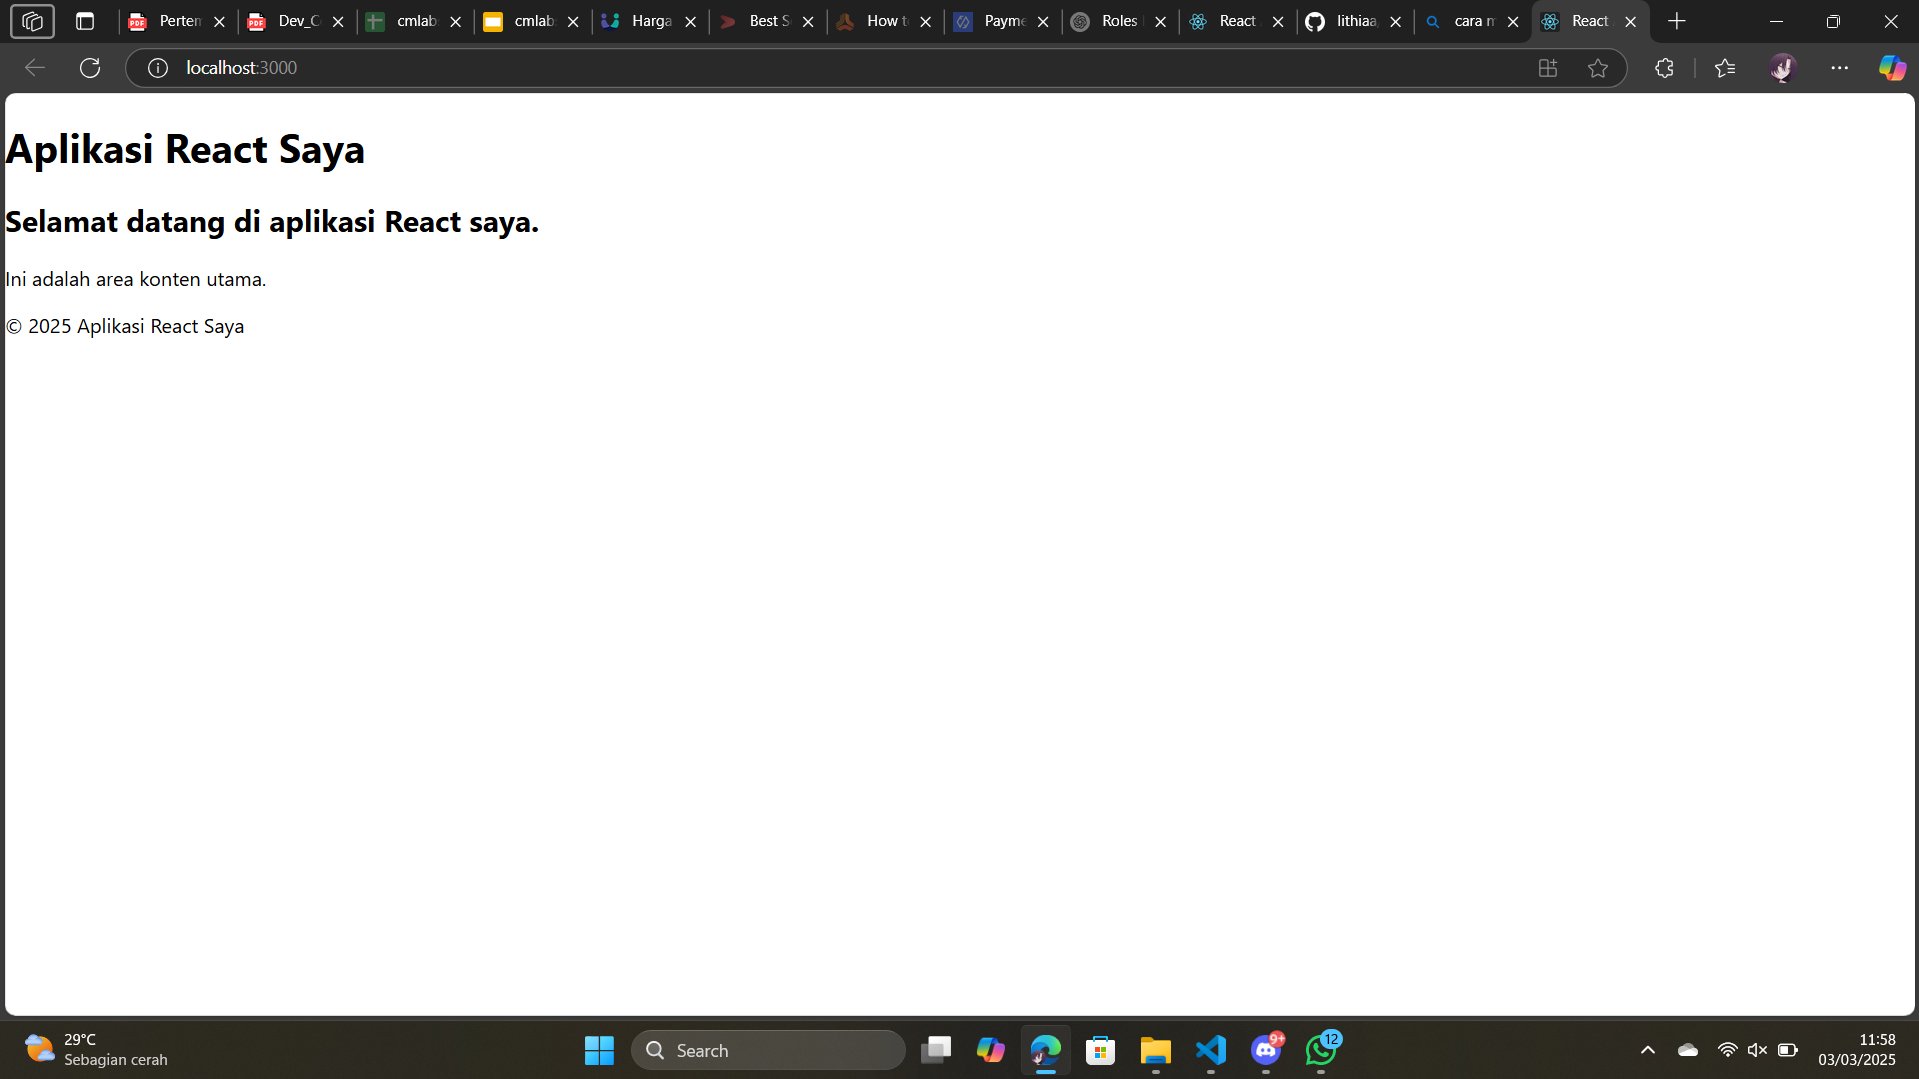 Pertem
Dev_C
cmlab
cmlab
Harga
Best S
How t
Payme
Roles
React
lithiaa
cara m
React
localhost:3000
Aplikasi React Saya
Selamat datang di aplikasi React saya.
Ini adalah area konten utama.
© 2025 Aplikasi React Saya
29°C
Sebagian cerah
Search
9+
12
11:58
03/03/2025